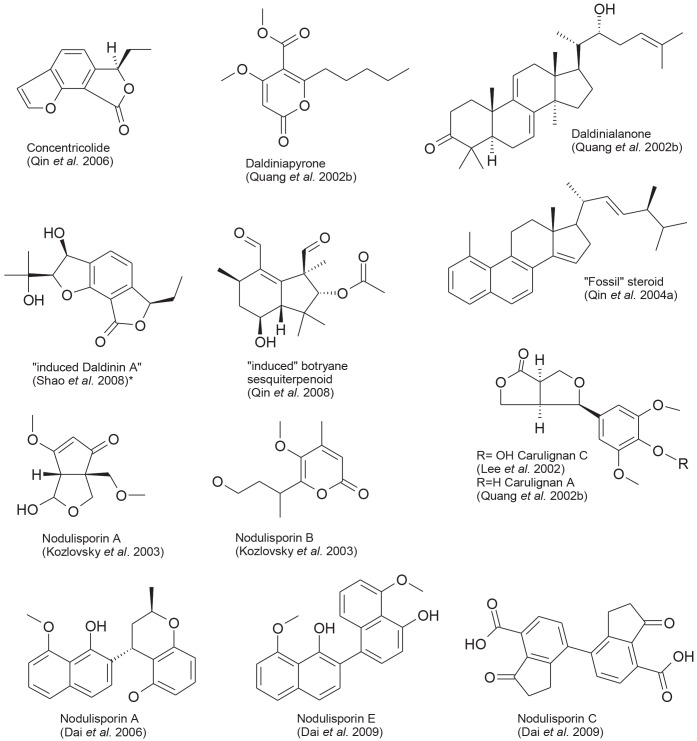 H
O
O
O
Concentricolide
(Qin et al. 2006)
O
O
O
O
O
Daldiniapyrone
(Quang et al. 2002b)
OH
O
H
Daldinialanone
(Quang et al. 2002b)
HO
OH
O
O
O
"induced Daldinin A"
(Shao et al. 2008)*
O
O
O
O
H
OH
"induced" botryane
sesquiterpenoid
(Qin et al. 2008)
"Fossil" steroid
(Qin et al. 2004a)
O
H
O
O
H
O
O
R
O
R= OH Carulignan C
(Lee et al. 2002)
R=H Carulignan A
(Quang et al. 2002b)
O
O
H
O
HO
O
Nodulisporin A
(Kozlovsky et al. 2003)
O
O
O
O
Nodulisporin B
(Kozlovsky et al. 2003)
O
OH
O
O
Nodulisporin A
(Dai et al. 2006)
O
OH
O
OH
Nodulisporin E
(Dai et al. 2009)
O
HO
O
O
OH
O
Nodulisporin C
(Dai et al. 2009)